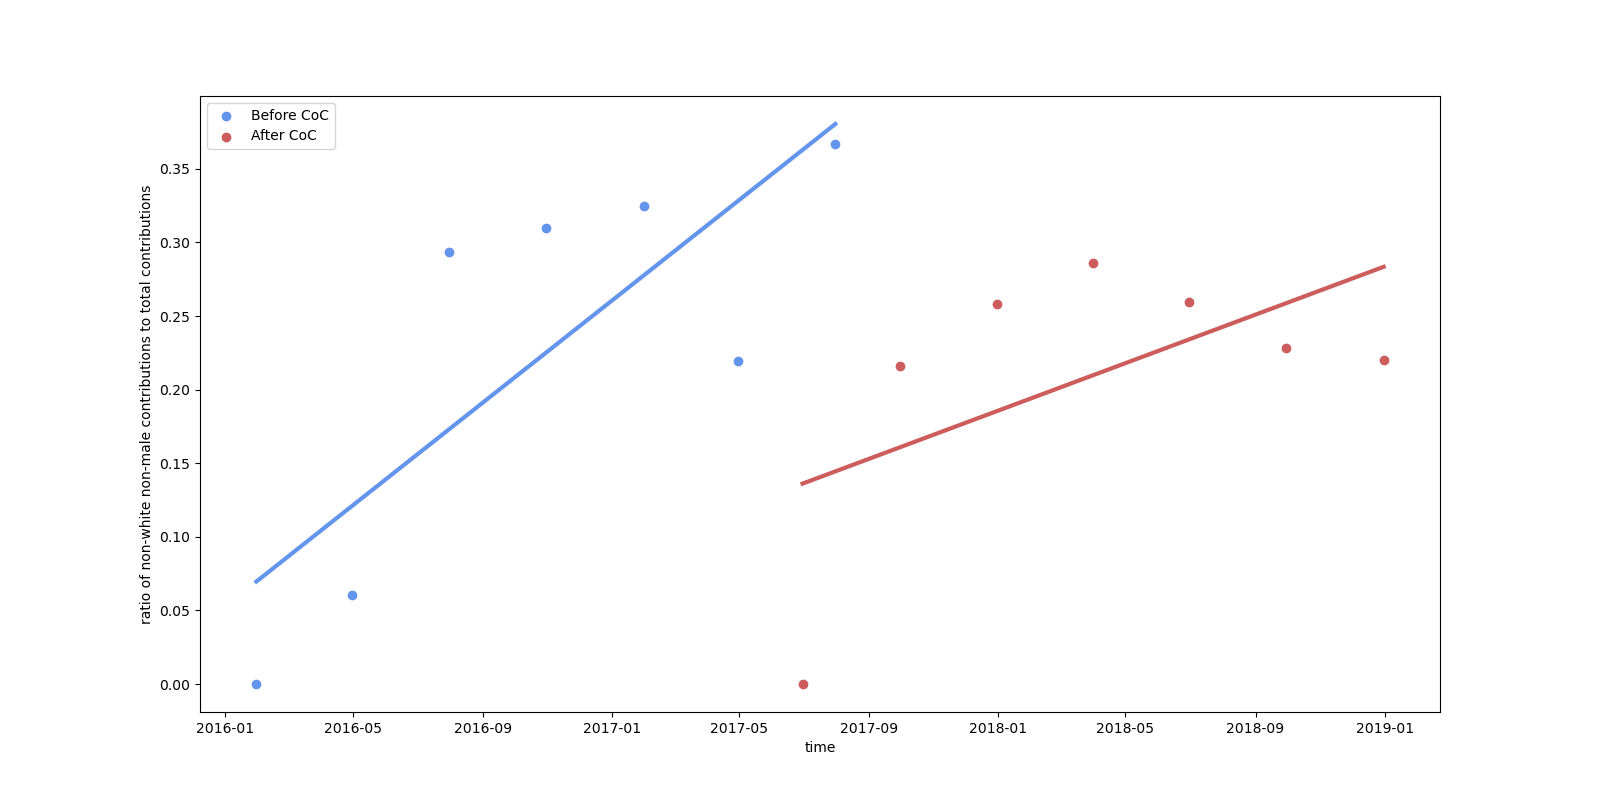 Before CoC
After CoC
0.35
0.30
0.25
0.20
0.15
0.10
0.05
0.00
ratio of non-white non-male contributions to total contributions
2016-01 2016-05 2016-09 2017-01 2017-05 2017-09 2018-01 2018-05 2018-09 2019-01
time